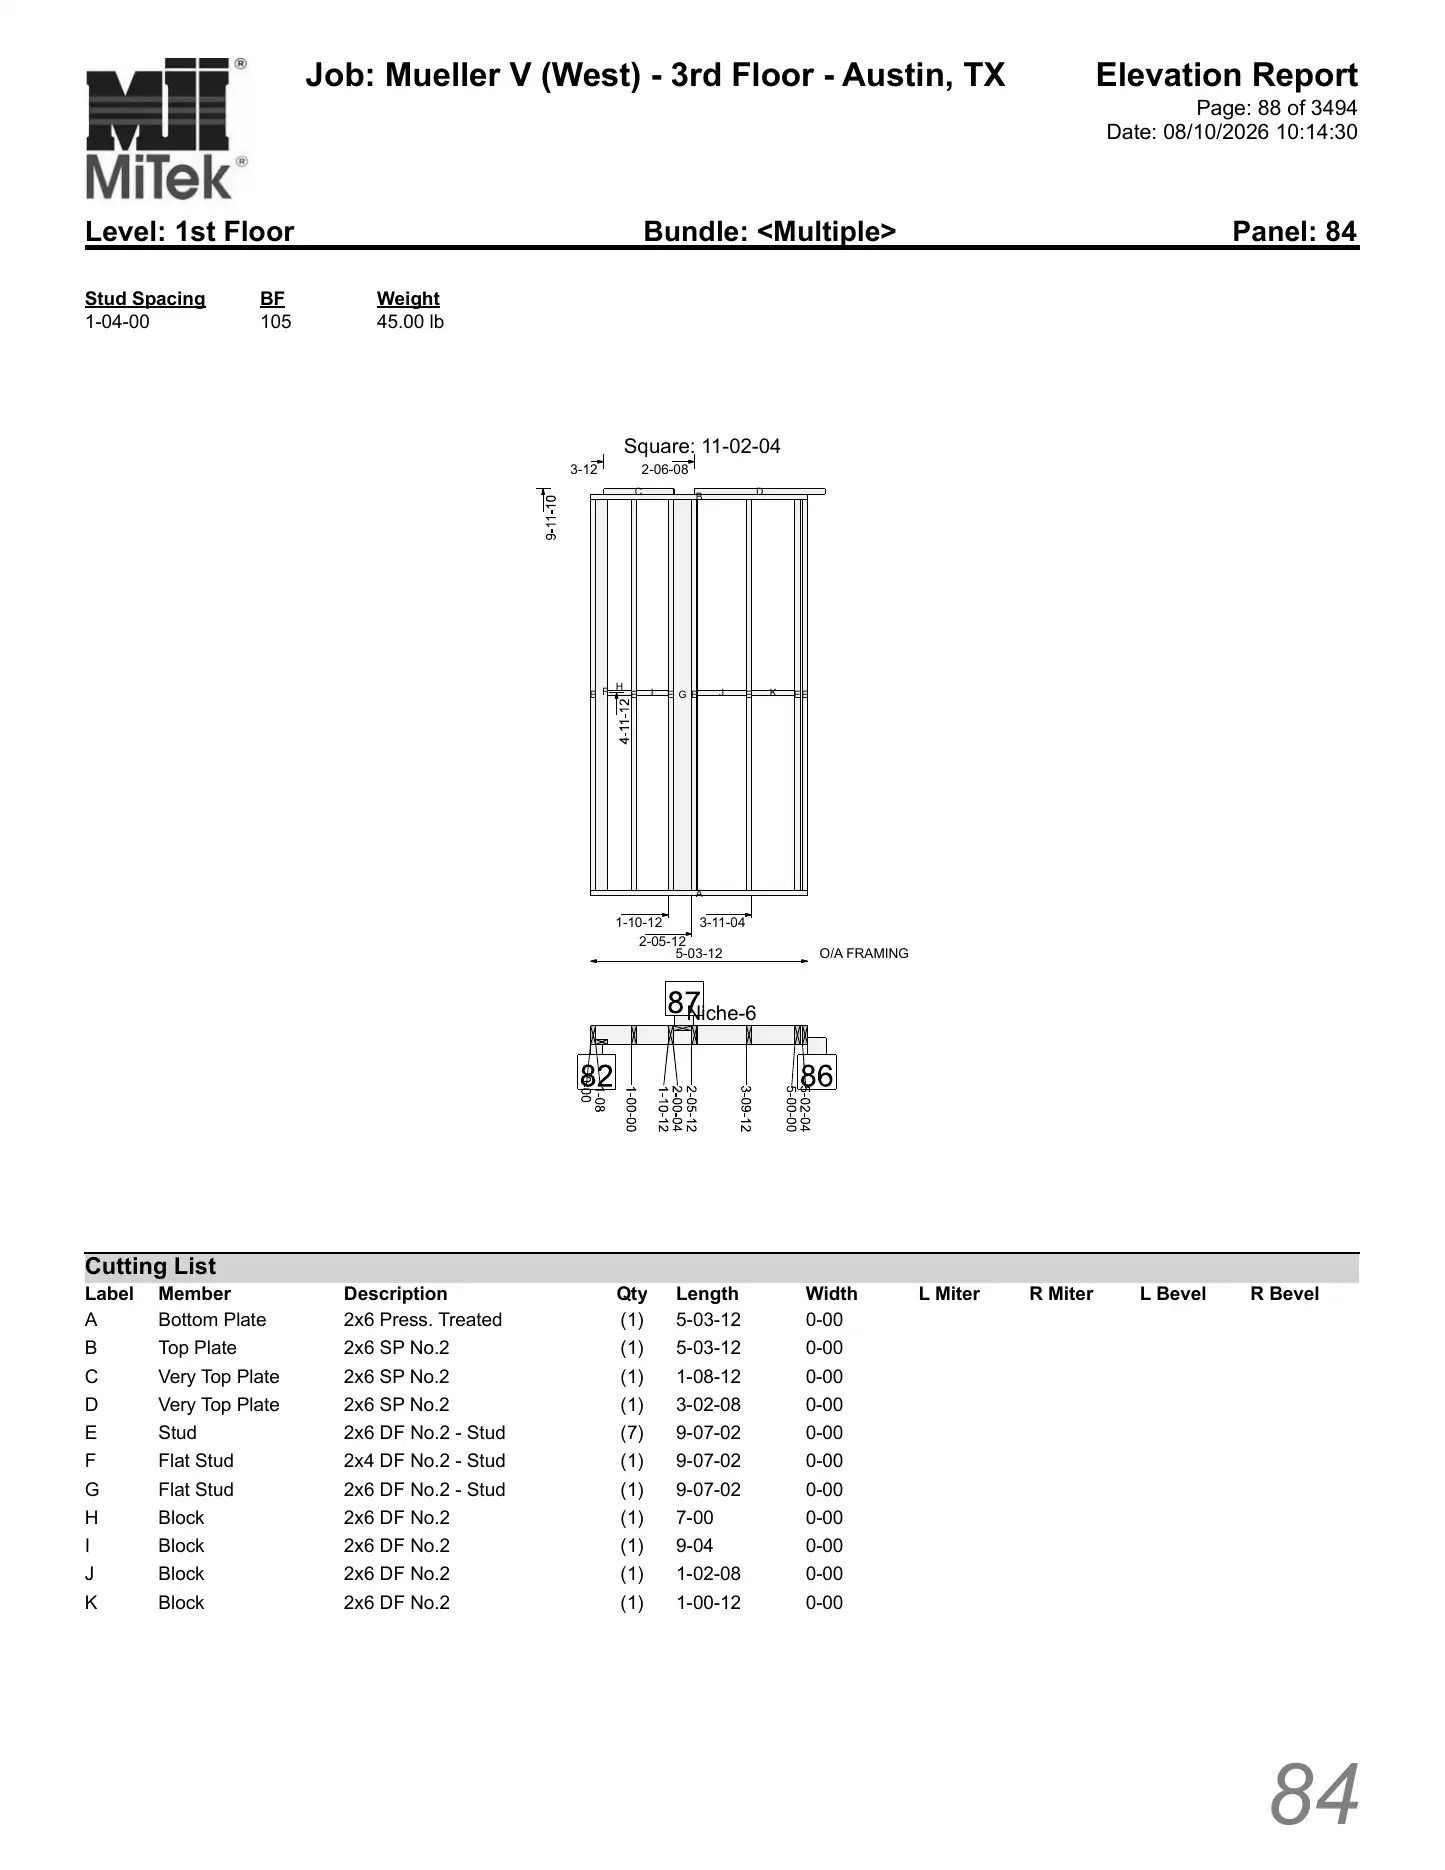 MiTek®
Job: Mueller V (West) - 3rd Floor - Austin, TX
Elevation Report
Page: 88 of 3494
Date: 08/10/2026 10:14:30
Level: 1st Floor Bundle: <Multiple> Panel: 84
Stud Spacing BF Weight
1-04-00 105 45.00 lb
Square: 11-02-04
3-12 2-06-08
C B D
9-11-10
E F H E I E G E J E K E E
4-11-12
A
1-10-12 3-11-04
2-05-12
5-03-12 O/A FRAMING
87
Niche-6
82 86
1-08 1-00-00 1-10-12 2-00-04 2-05-12 3-09-12 5-00-00
Cutting List
Label Member Description Qty Length Width L Miter R Miter L Bevel R Bevel
A Bottom Plate 2x6 Press. Treated (1) 5-03-12 0-00
B Top Plate 2x6 SP No.2 (1) 5-03-12 0-00
C Very Top Plate 2x6 SP No.2 (1) 1-08-12 0-00
D Very Top Plate 2x6 SP No.2 (1) 3-02-08 0-00
E Stud 2x6 DF No.2 - Stud (7) 9-07-02 0-00
F Flat Stud 2x4 DF No.2 - Stud (1) 9-07-02 0-00
G Flat Stud 2x6 DF No.2 - Stud (1) 9-07-02 0-00
H Block 2x6 DF No.2 (1) 7-00 0-00
I Block 2x6 DF No.2 (1) 9-04 0-00
J Block 2x6 DF No.2 (1) 1-02-08 0-00
K Block 2x6 DF No.2 (1) 1-00-12 0-00
84